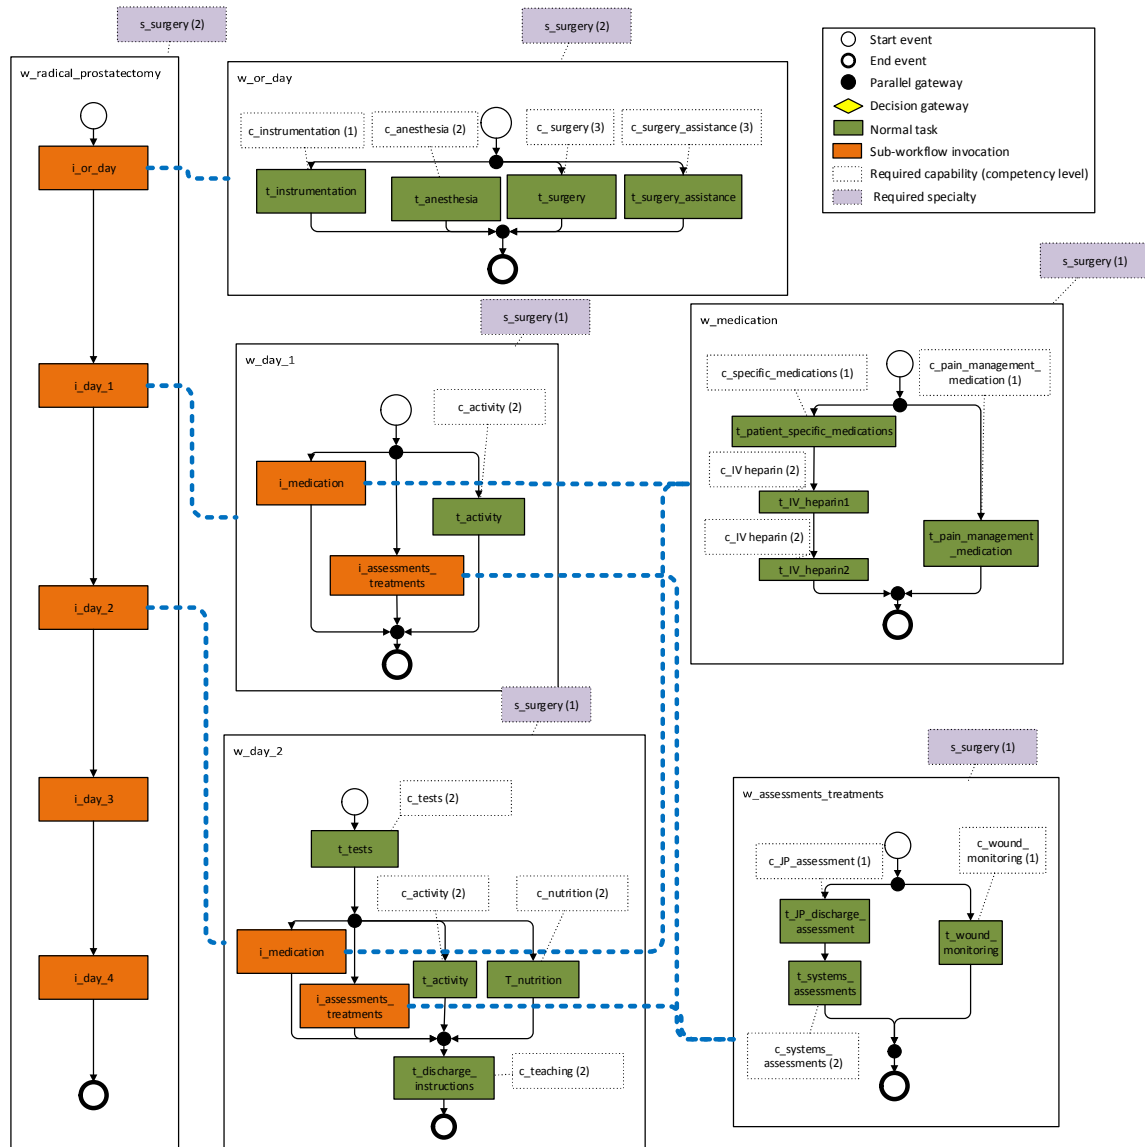 s_surgery (2)
w_radical_prostatectomy
i_or_day
i_day_1
i_day_2
i_day_3
i_day_4
s_surgery (2)
w_or_day
c_instrumentation (1)
c_anesthesia (2)
c_ surgery (3)
c_surgery_assistance (3)
t_instrumentation
t_anesthesia
t_surgery
t_surgery_assistance
Start event
End event
Parallel gateway
Decision gateway
Normal task
Sub-workflow invocation
Required capability (competency level)
Required specialty
s_surgery (1)
w_day_1
c_activity (2)
i_medication
t_activity
i_assessments_
treatments
s_surgery (1)
w_medication
c_specific_medications (1)
c_pain_management_
medication (1)
t_patient_specific_medications
c_IV heparin (2)
t_IV_heparin1
c_IV heparin (2)
t_IV_heparin2
t_pain_management
_medication
s_surgery (1)
w_day_2
c_tests (2)
t_tests
c_activity (2)
c_nutrition (2)
i_medication
t_activity
T_nutrition
i_assessments_
treatments
t_discharge_
instructions
c_teaching (2)
s_surgery (1)
w_assessments_treatments
c_JP_assessment (1)
c_wound_
monitoring (1)
t_JP_discharge_
assessment
t_wound_
monitoring
t_systems_
assessments
c_systems_
assessments (2)